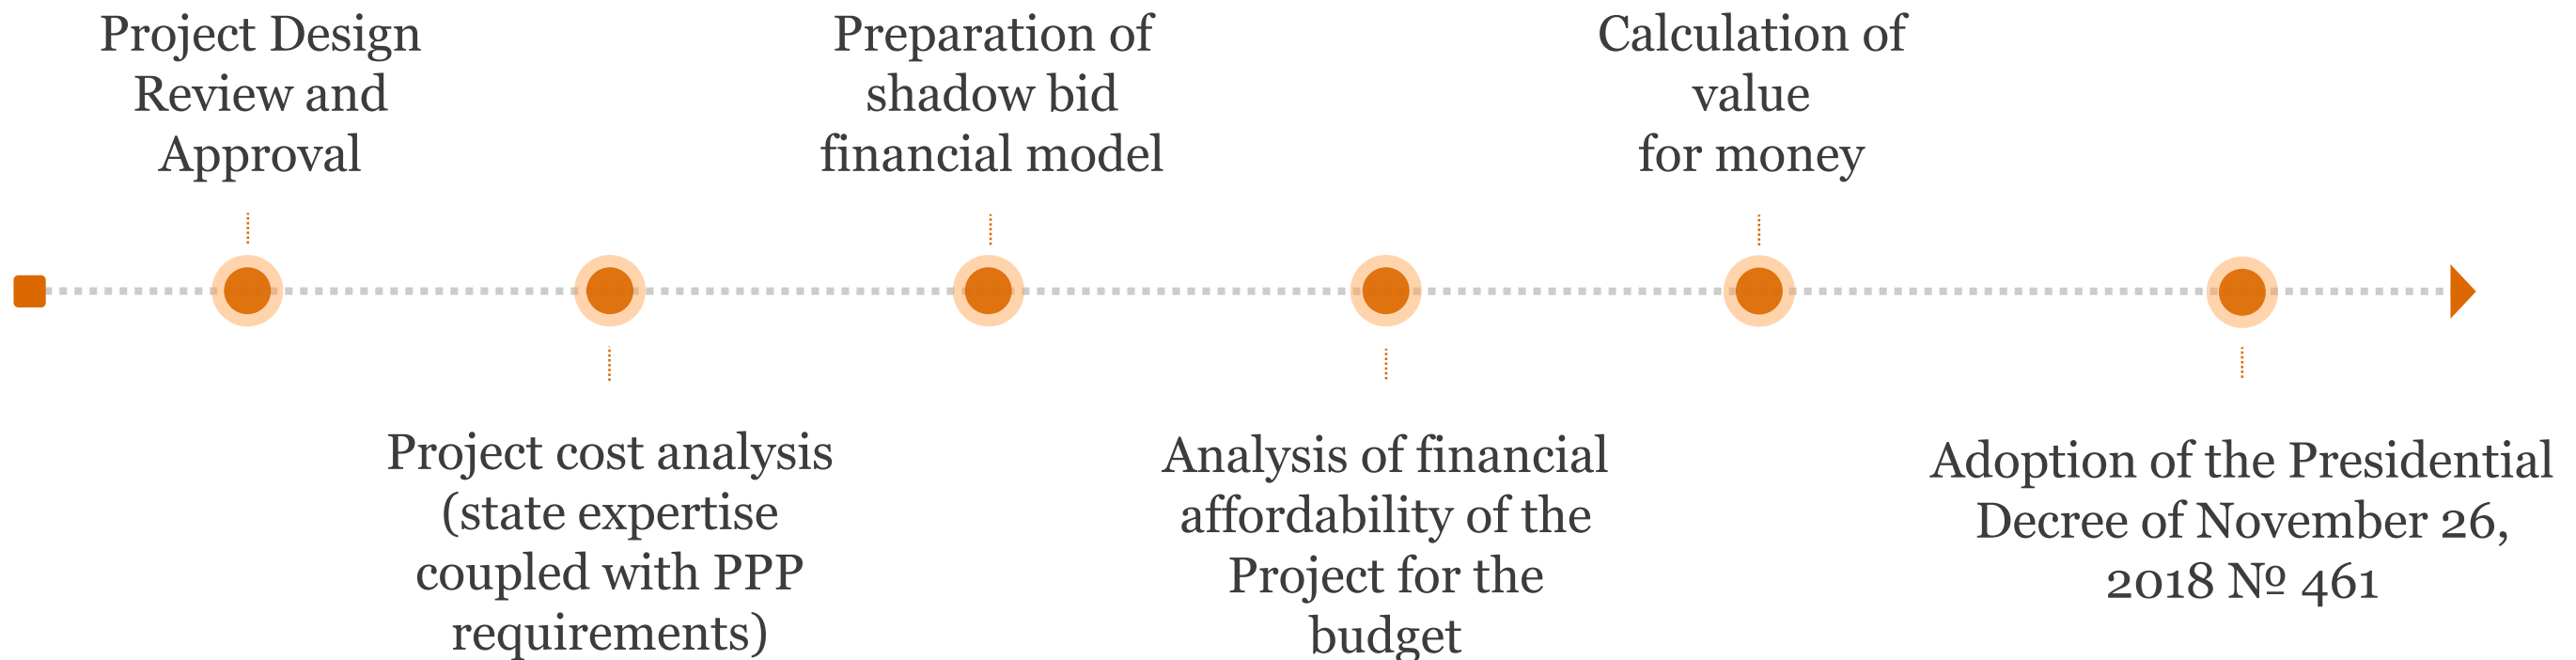 Project Design
Review and
Approval
Project cost analysis
(state expertise
coupled with PPP
requirements)
Preparation of
shadow bid
financial model
Analysis of financial
affordability of the
Project for the
budget
Calculation of
value
for money
Adoption of the Presidential
Decree of November 26,
2018 № 461